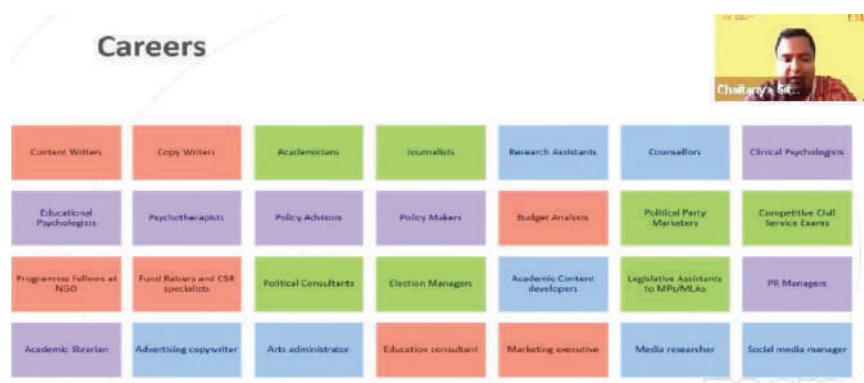 Careers
Chaitanya
Content Writers
Copy Writers
Academicians
Journalists
Research Assistants
Counsellors
Clinical Psychologists
Educational
Psychologists
Psychotherapists
Policy Advisors
Policy Makers
Budget Analysts
Political Party
Marketers
Competitive Civil
Service Exams
Programme Fellows at
NGO
Fund Raisers and CSR
specialists
Political Consultants
Election Managers
Academic Content
developers
Legislative Assistants
to MPs/MLAs
PR Managers
Academic librarian
Advertising copywriter
Arts administrator
Education consultant
Marketing executive
Media researcher
Social media manager